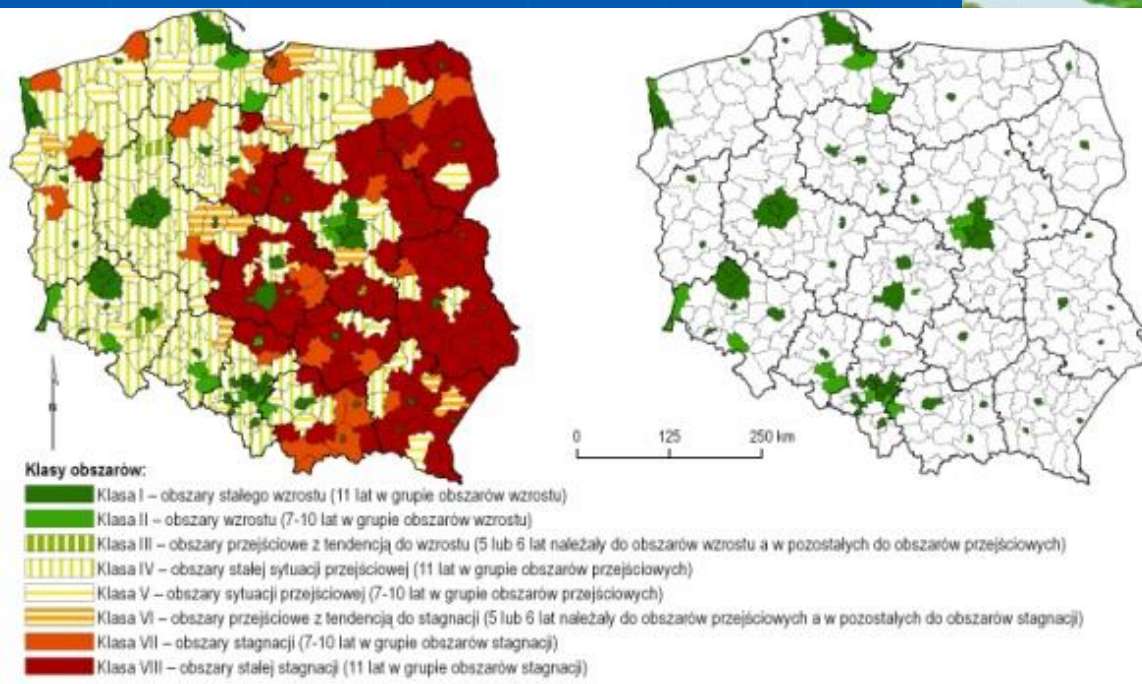 N
0 125 250 km
Klasy obszarów:
Klasa I – obszary stałego wzrostu (11 lat w grupie obszarów wzrostu)
Klasa II – obszary wzrostu (7-10 lat w grupie obszarów wzrostu)
Klasa III – obszary przejściowe z tendencją do wzrostu (5 lub 6 lat należały do obszarów wzrostu a w pozostałych do obszarów przejściowych)
Klasa IV – obszary stałej sytuacji przejściowej (11 lat w grupie obszarów przejściowych)
Klasa V – obszary sytuacji przejściowej (7-10 lat w grupie obszarów przejściowych)
Klasa VI – obszary przejściowe z tendencją do stagnacji (5 lub 6 lat należały do obszarów przejściowych a w pozostałych do obszarów stagnacji)
Klasa VII – obszary stagnacji (7-10 lat w grupie obszarów stagnacji)
Klasa VIII – obszary stałej stagnacji (11 lat w grupie obszarów stagnacji)